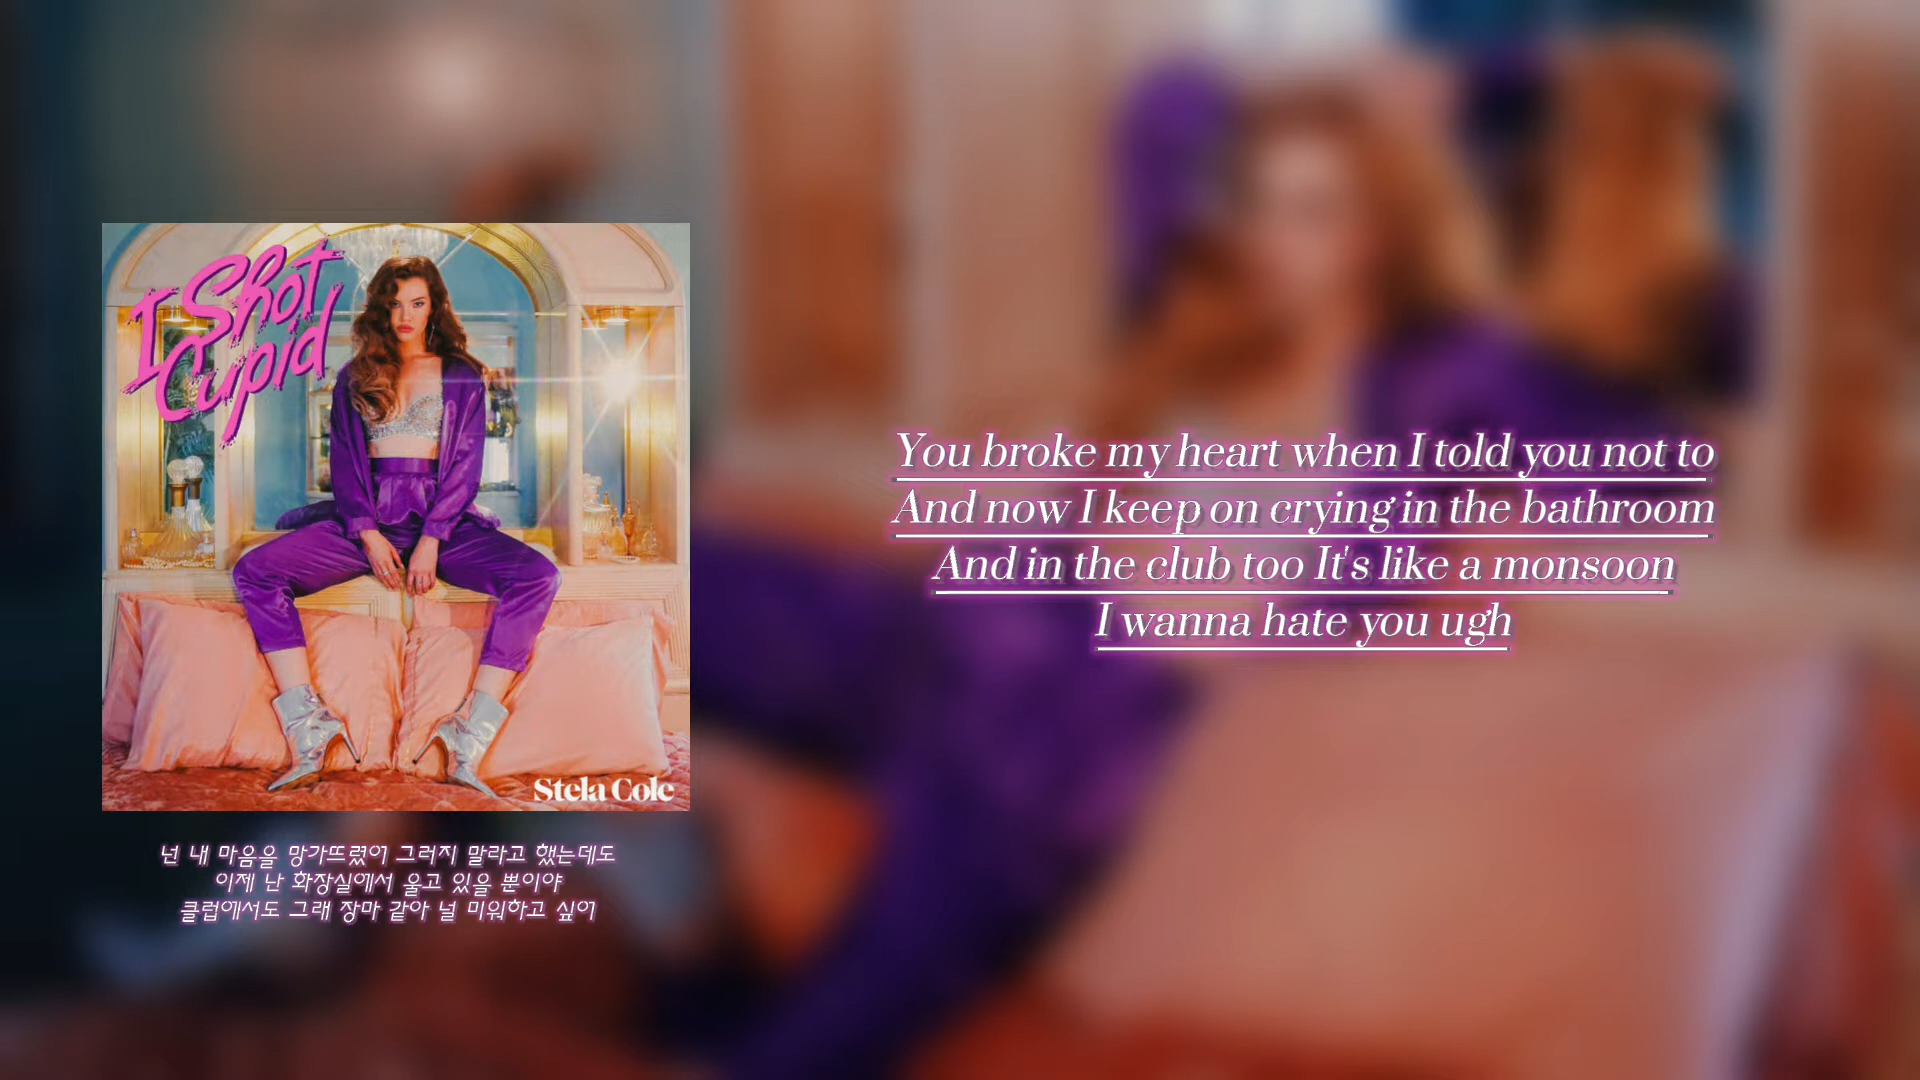 I Shot
Cupid
Stela Cole
넌 내 마음을 망가뜨렸어 그러지 말라고 했는데도
이제 난 화장실에서 울고 있을 뿐이야
클럽에서도 그래 장마 같아 널 미워하고 싶어
You broke my heart when I told you not to
And now I keep on crying in the bathroom
And in the club too It's like a monsoon
I wanna hate you ugh